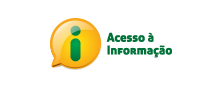 Acesso à
Informação